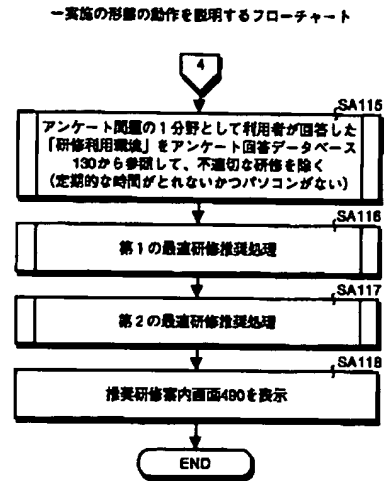 一実施の形態の動作を説明するフローチャート
4
SA115
アンケート問題の1分野として利用者が回答した
「研修利用環境」をアンケート回答データベース
130から参照して、不適切な研修を除く
(定期的な時間がとれないかつパソコンがない)
SA116
第1の最適研修推奨処理
SA117
第2の最適研修推奨処理
SA118
推奨研修案内画面490を表示
END